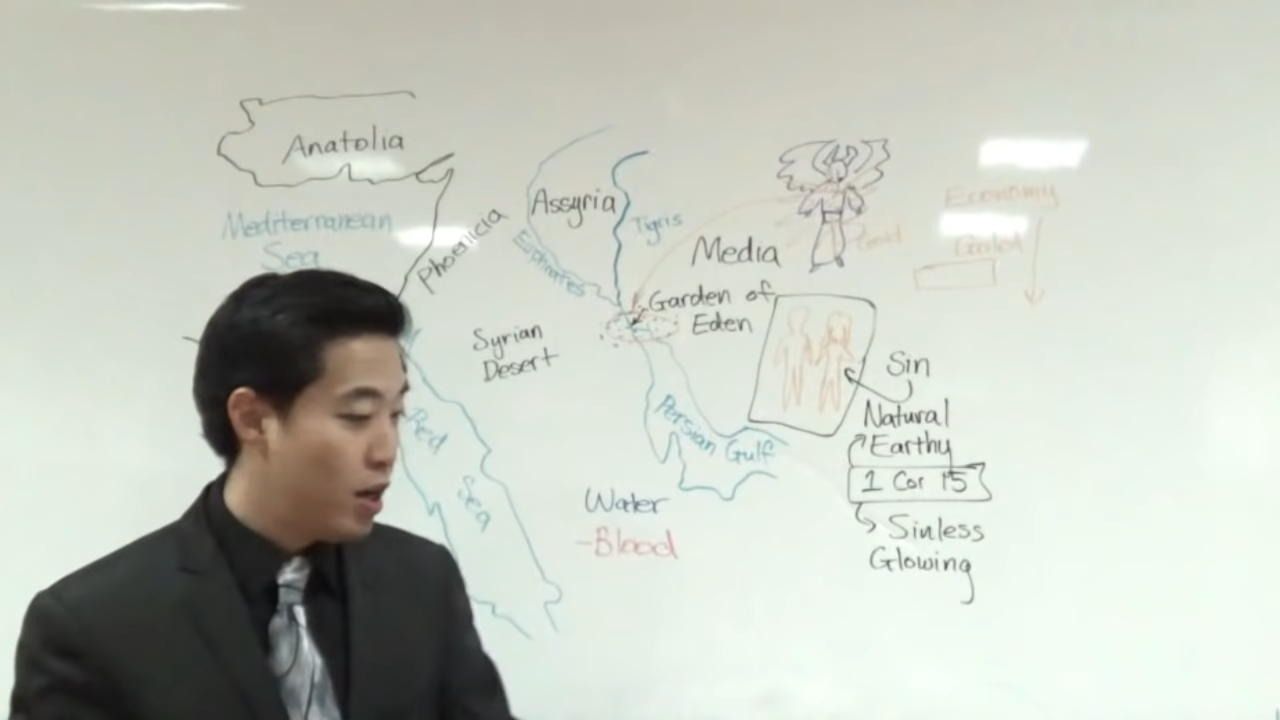 Anatolia
Mediterranean
Sea
Phoenicia
Assyria
Euphrates
Tigris
Media
Garden of
Eden
Syrian
Desert
Red
Sea
Persian Gulf
Water
-Blood
Economy
Sin
Natural
Earthy
1 Cor 15
Sinless
Glowing